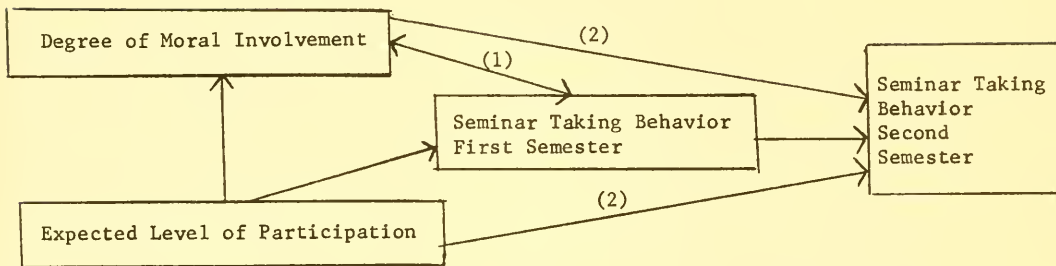 Degree of Moral Involvement
(2)
(1)
Seminar Taking Behavior
First Semester
Seminar Taking
Behavior
Second
Semester
(2)
Expected Level of Participation